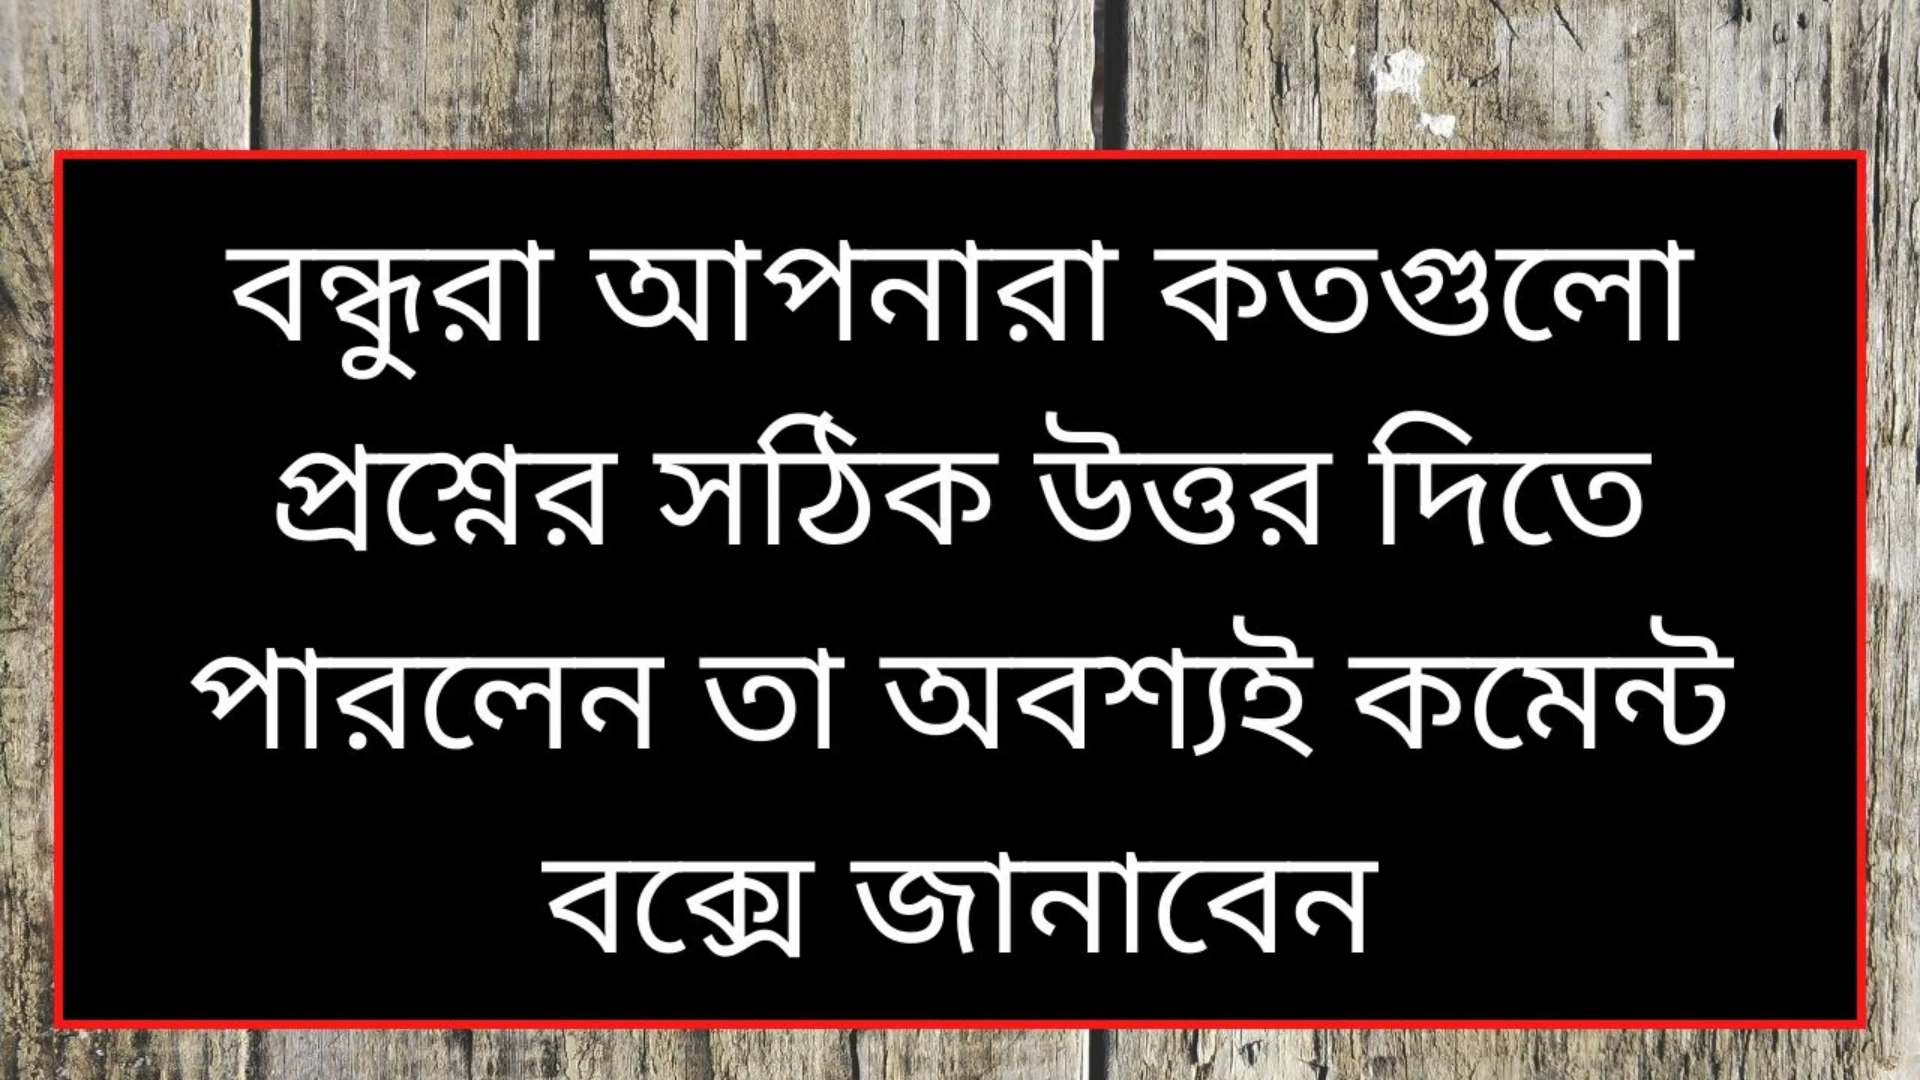 বন্ধুরা আপনারা কতগুলো
প্রশ্নের সঠিক উত্তর দিতে
পারলেন তা অবশ্যই কমেন্ট
বক্সে জানাবেন